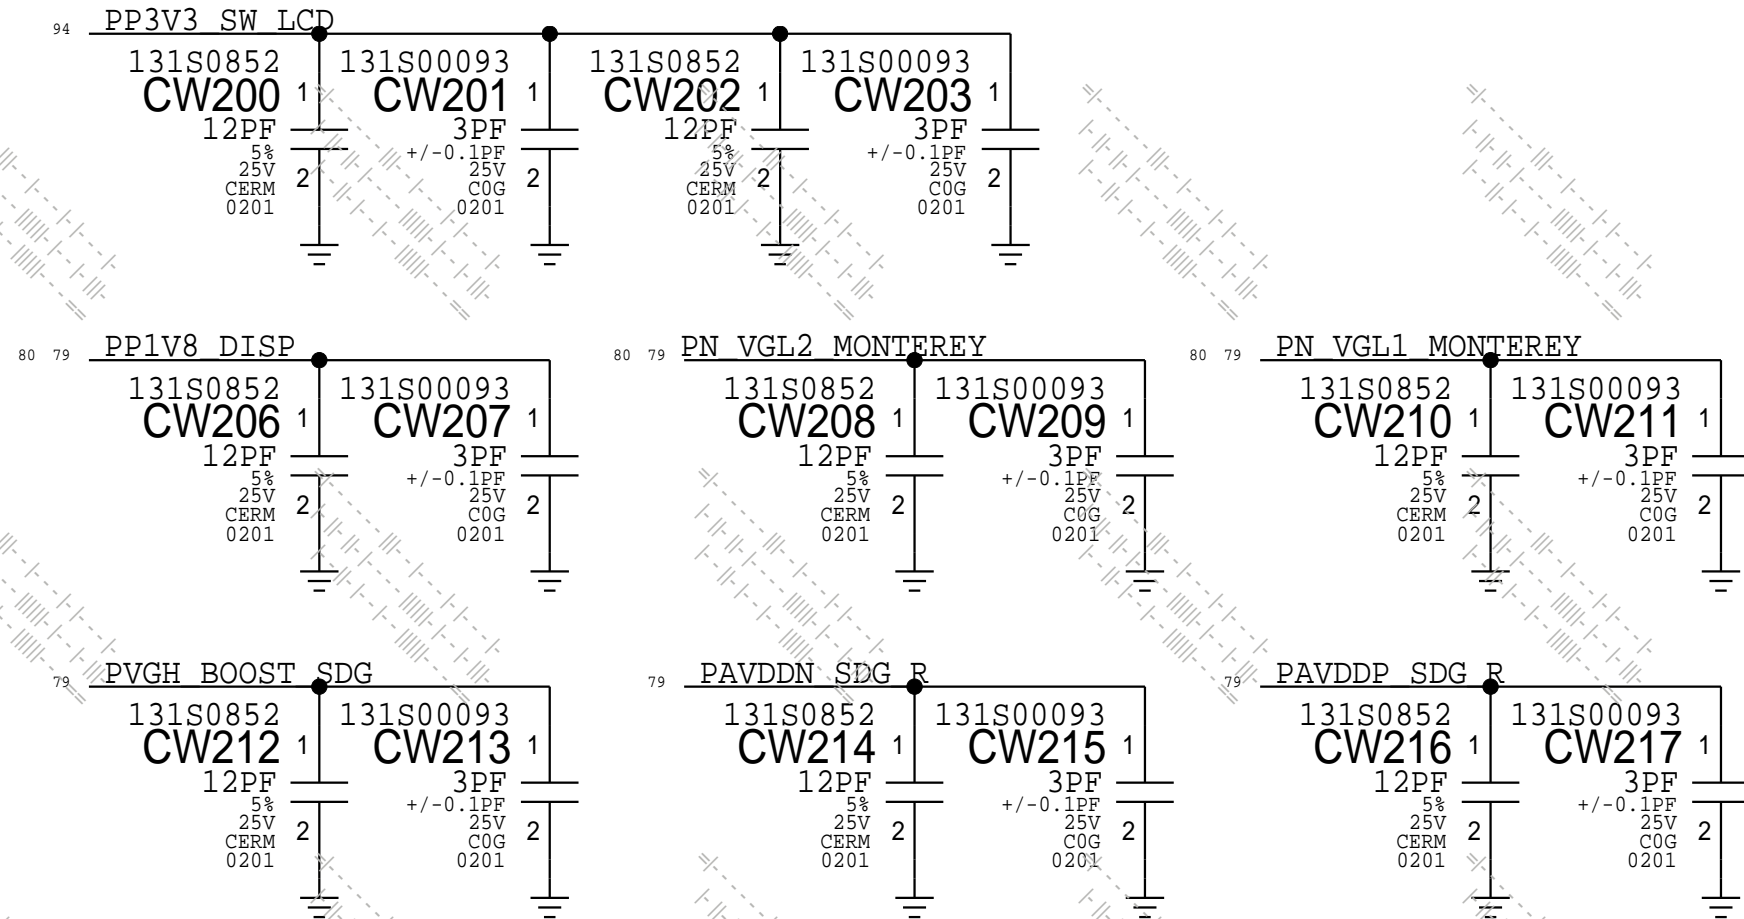 94 PP3V3_SW_LCD
131S0852 131S00093 131S0852 131S00093
CW200 1 CW201 1 CW202 1 CW203 1
12PF 3PF 12PF 3PF
5% +/-0.1PF 5% +/-0.1PF
25V 25V 25V 25V
2 2 2 2
CERM C0G CERM C0G
0201 0201 0201 0201
80 79 PP1V8_DISP 80 79 PN_VGL2_MONTEREY 80 79 PN_VGL1_MONTEREY
131S0852 131S00093 131S0852 131S00093 131S0852 131S00093
CW206 1 CW207 1 CW208 1 CW209 1 CW210 1 CW211 1
12PF 3PF 12PF 3PF 12PF 3PF
5% +/-0.1PF 5% +/-0.1PF 5% +/-0.1PF
25V 25V 25V 25V 25V 25V
2 2 2 2 2 2
CERM C0G CERM C0G CERM C0G
0201 0201 0201 0201 0201 0201
79 PVGH_BOOST_SDG 79 PAVDDN_SDG_R 79 PAVDDP_SDG_R
131S0852 131S00093 131S0852 131S00093 131S0852 131S00093
CW212 1 CW213 1 CW214 1 CW215 1 CW216 1 CW217 1
12PF 3PF 12PF 3PF 12PF 3PF
5% +/-0.1PF 5% +/-0.1PF 5% +/-0.1PF
25V 25V 25V 25V 25V 25V
2 2 2 2 2 2
CERM C0G CERM C0G CERM C0G
0201 0201 0201 0201 0201 0201